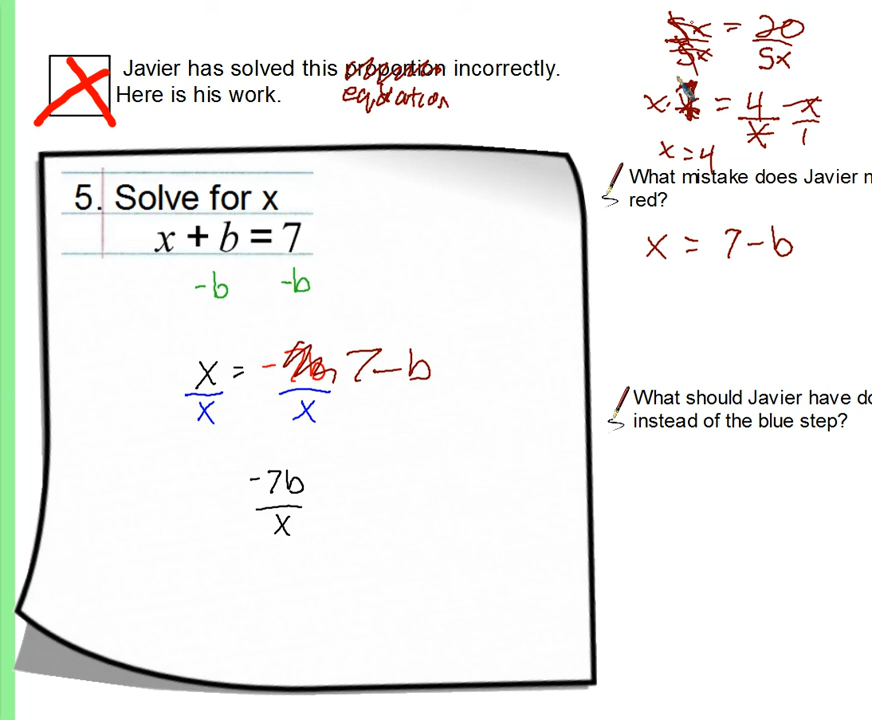 Javier has solved this proportion incorrectly.
Here is his work. equation
5. Solve for x
x + b = 7
-b -b
x = - 7 - b
x x
-7b
x
5x = 20
5x 5x
x · = 4 x
x 1
x = 4
What mistake does Javier m
red?
x = 7 - b
What should Javier have do
instead of the blue step?